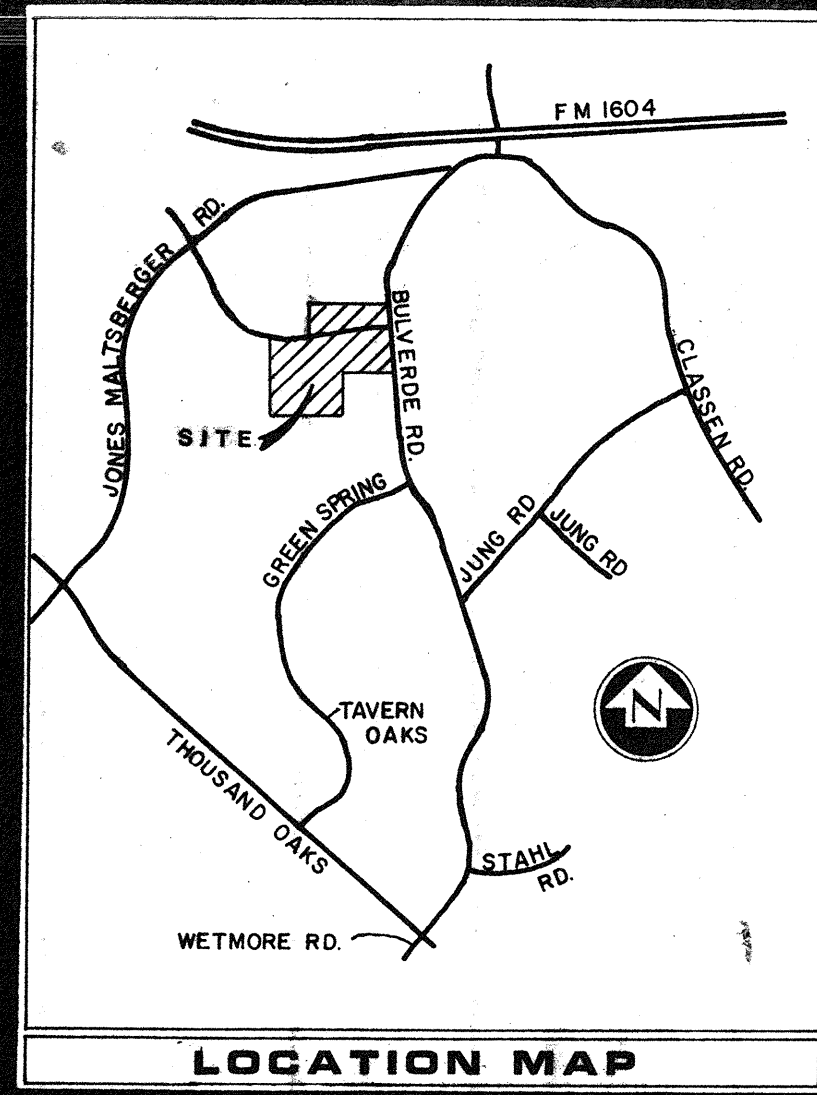 FM 1604
JONES MALTSBERGER RD.
BULVERDE RD.
CLASSEN RD.
SITE
GREEN SPRING
JUNG RD
JUNG RD
N
TAVERN
OAKS
THOUSAND OAKS
STAHL
RD.
WETMORE RD.
LOCATION MAP